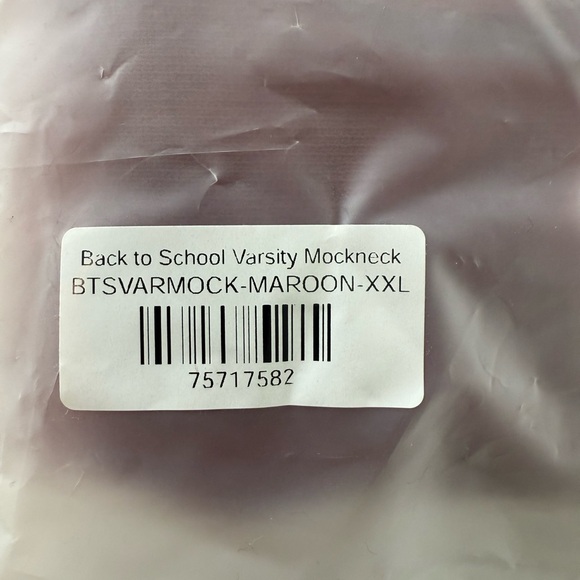 Back to School Varsity Mockneck
BTSVARMOCK-MAROON-XXL
75717582